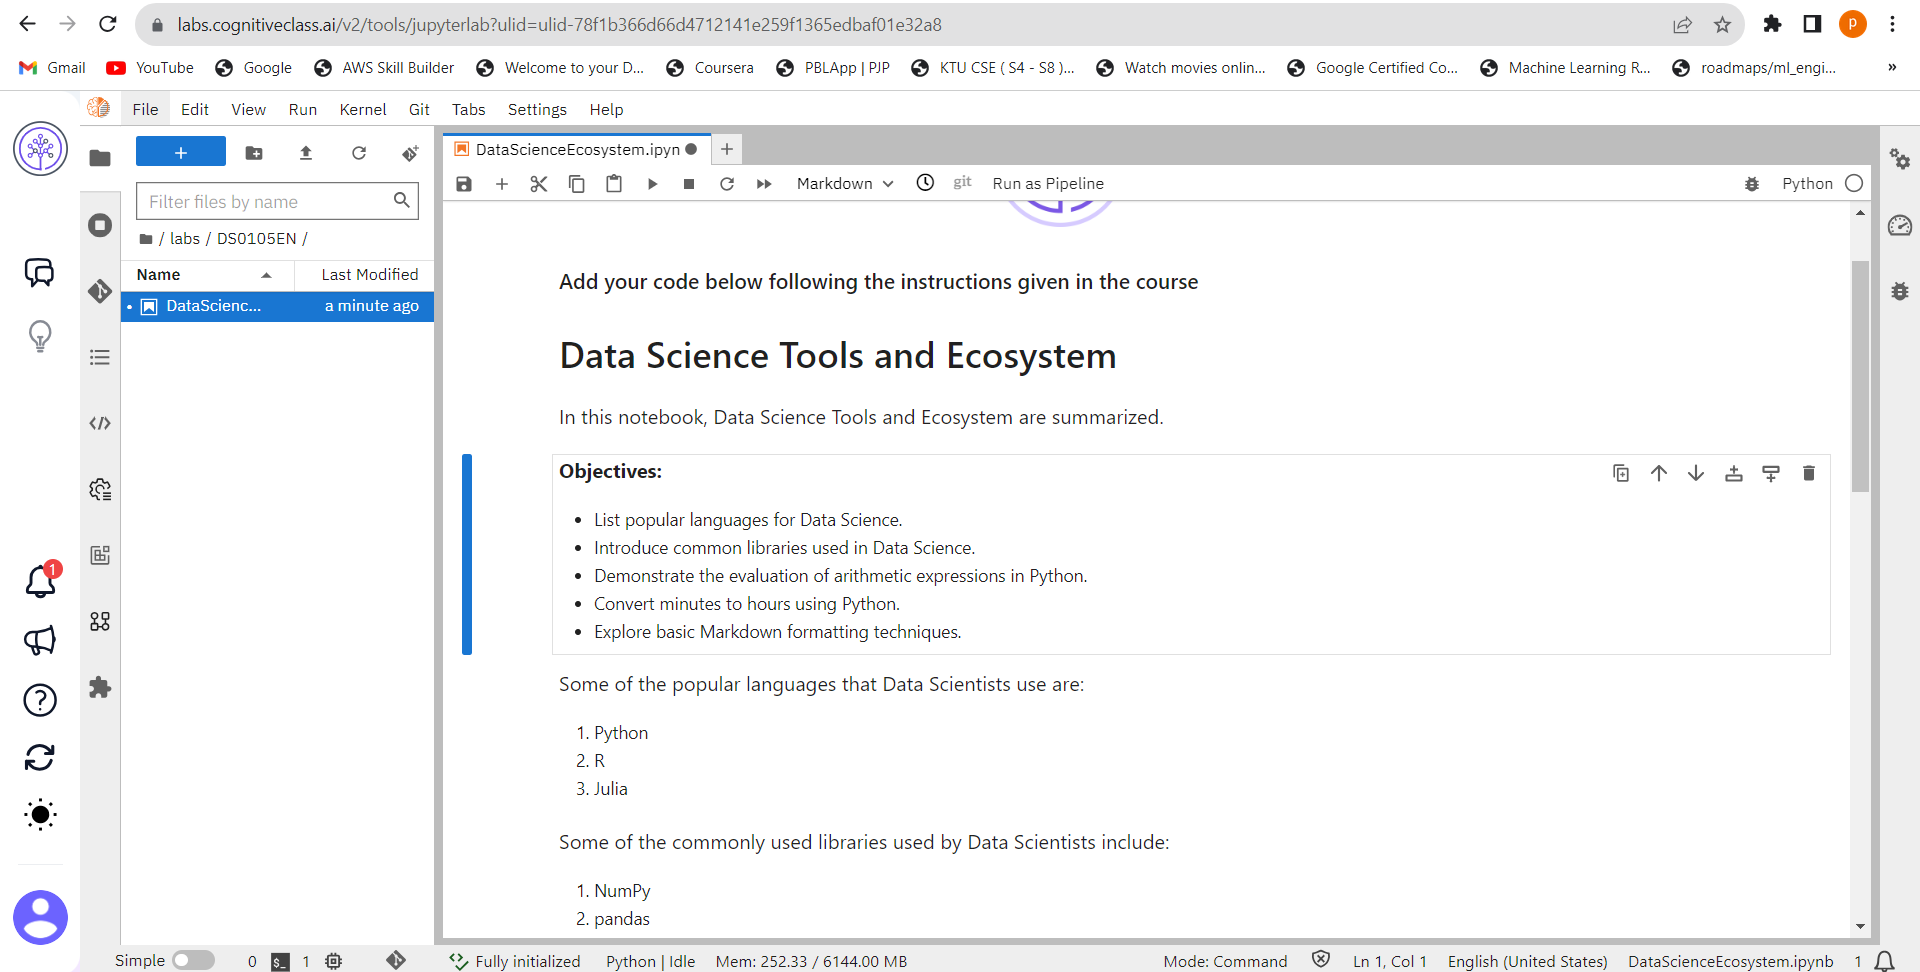 labs.cognitiveclass.ai/v2/tools/jupyterlab?ulid=ulid-78f1b366d66d4712141e259f1365edbaf01e32a8
p
Gmail YouTube Google AWS Skill Builder Welcome to your D... Coursera PBLApp | PJP KTU CSE ( S4 - S8 )... Watch movies onlin... Google Certified Co... Machine Learning R... roadmaps/ml_engi... »
File Edit View Run Kernel Git Tabs Settings Help
+
DataScienceEcosystem.ipyn
Filter files by name
Markdown git Run as Pipeline Python
/ labs / DS0105EN /
Name Last Modified
DataScienc... a minute ago
Add your code below following the instructions given in the course
Data Science Tools and Ecosystem
In this notebook, Data Science Tools and Ecosystem are summarized.
Objectives:
• List popular languages for Data Science.
• Introduce common libraries used in Data Science.
• Demonstrate the evaluation of arithmetic expressions in Python.
• Convert minutes to hours using Python.
• Explore basic Markdown formatting techniques.
Some of the popular languages that Data Scientists use are:
1. Python
2. R
3. Julia
Some of the commonly used libraries used by Data Scientists include:
1. NumPy
2. pandas
1
Simple 0 $_ 1 Fully initialized Python | Idle Mem: 252.33 / 6144.00 MB Mode: Command Ln 1, Col 1 English (United States) DataScienceEcosystem.ipynb 1